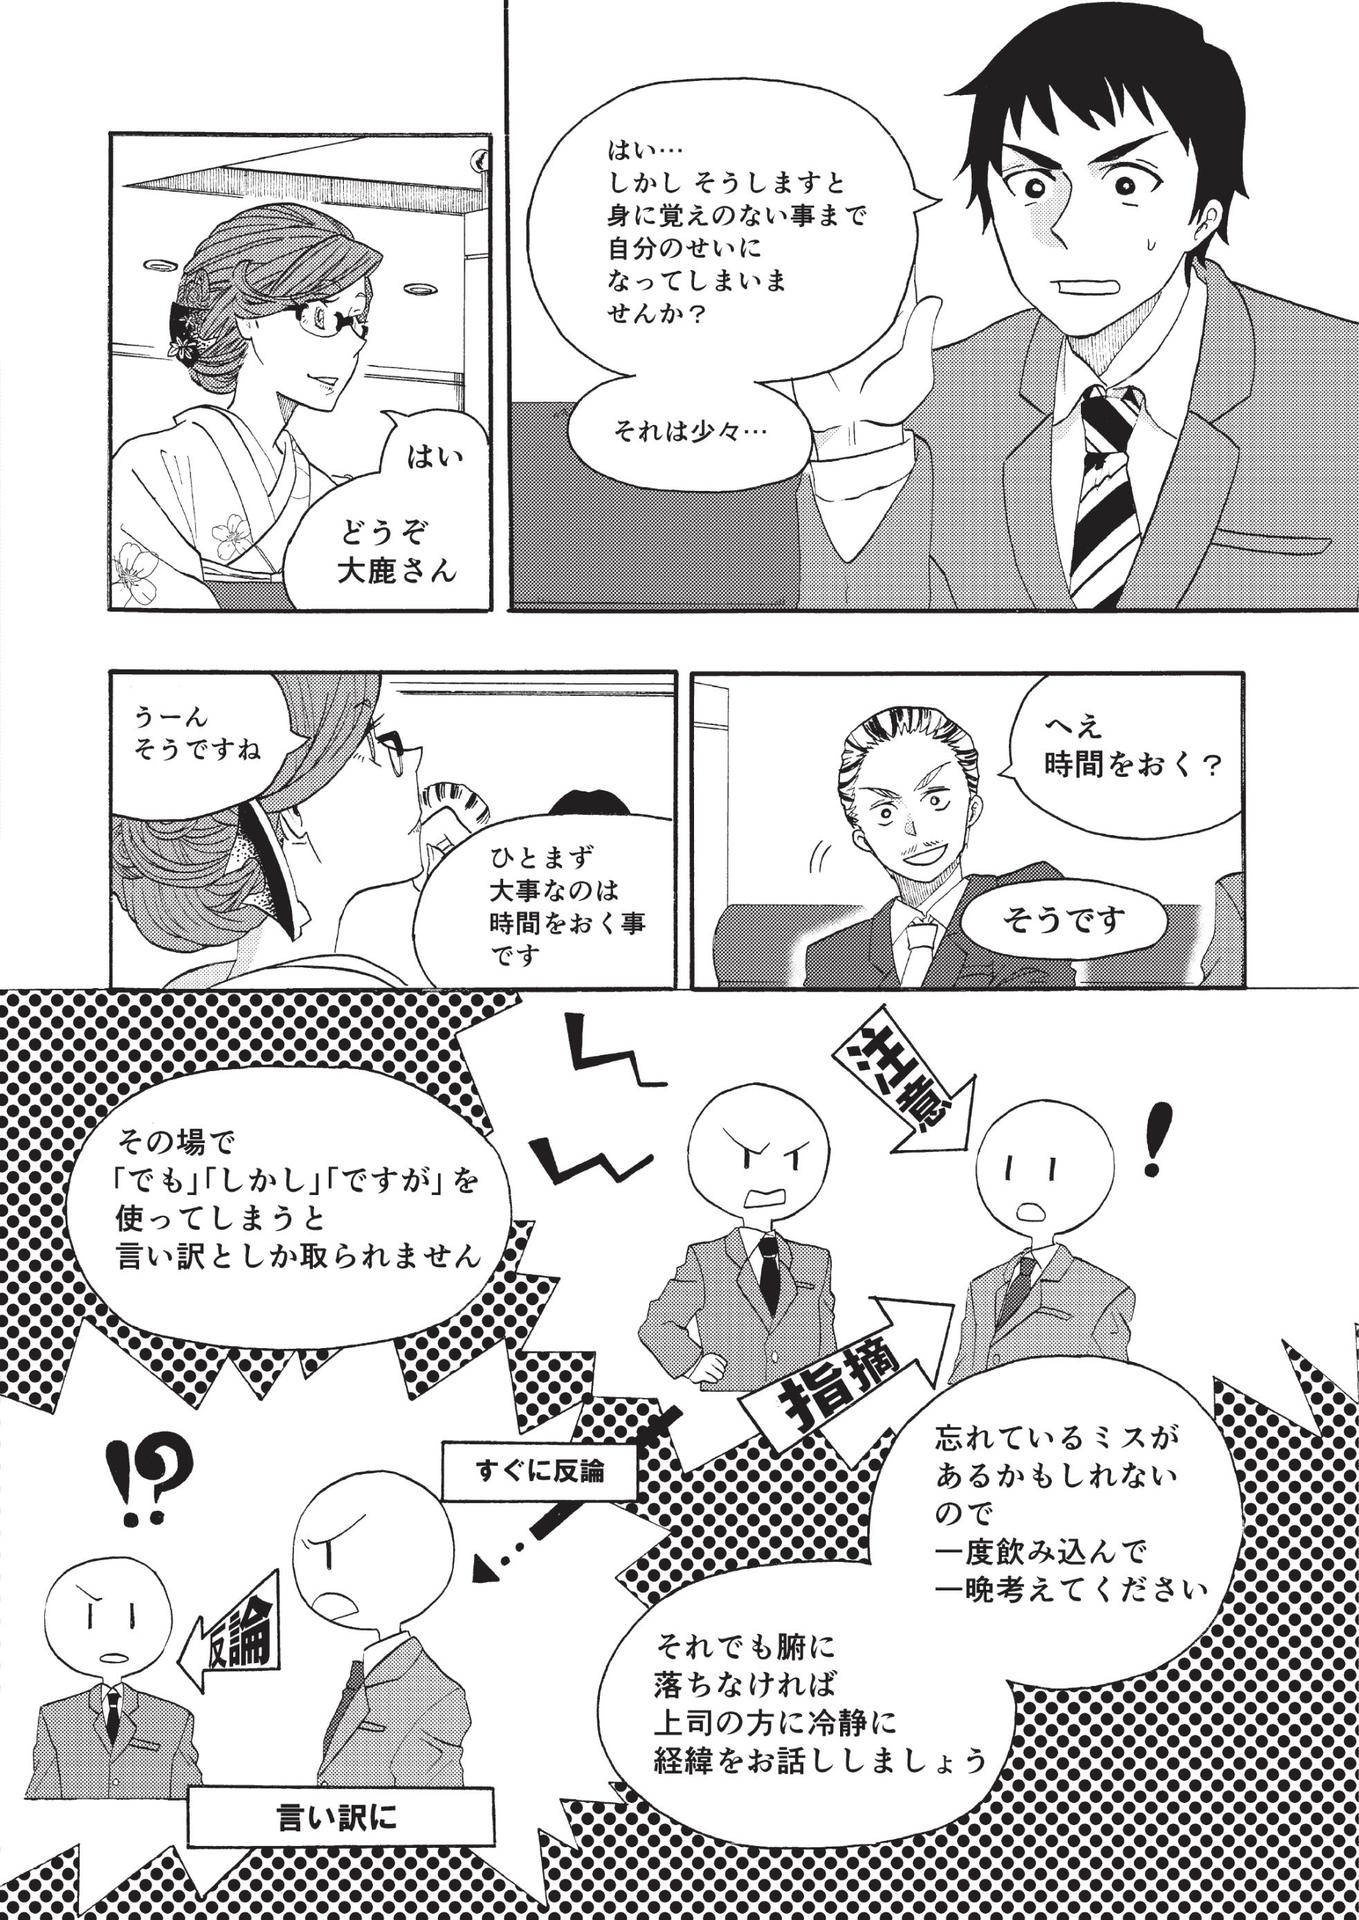 はい
どうぞ
大鹿さん
はい…
しかし そうしますと
身に覚えのない事まで
自分のせいに
なってしまいま
せんか？
それは少々…
うーん
そうですね
ひとまず
大事なのは
時間をおく事
です
へえ
時間をおく？
そうです
その場で
「でも」「しかし」「ですが」を
使ってしまうと
言い訳としか取られません
注意
!
指摘
すぐに反論
!?
反論
言い訳に
忘れているミスが
あるかもしれない
ので
一度飲み込んで
一晩考えてください
それでも腑に
落ちなければ
上司の方に冷静に
経緯をお話ししましょう